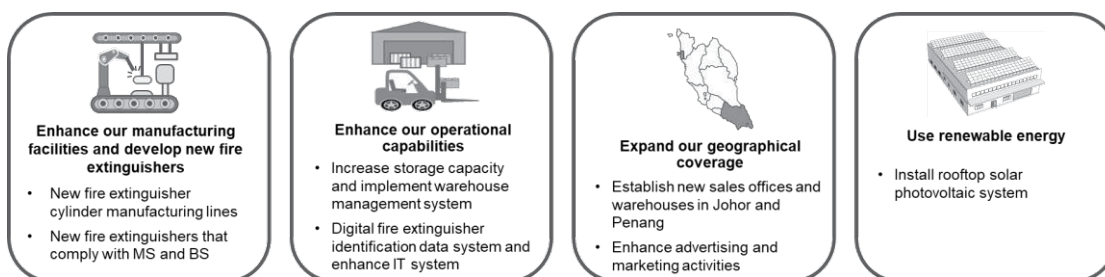 Enhance our manufacturing
facilities and develop new fire
extinguishers
• New fire extinguisher
cylinder manufacturing lines
• New fire extinguishers that
comply with MS and BS
Enhance our operational
capabilities
• Increase storage capacity
and implement warehouse
management system
• Digital fire extinguisher
identification data system and
enhance IT system
Expand our geographical
coverage
• Establish new sales offices and
warehouses in Johor and
Penang
• Enhance advertising and
marketing activities
Use renewable energy
• Install rooftop solar
photovoltaic system